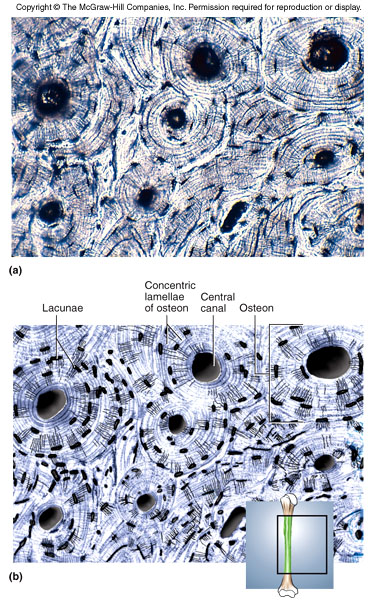 Copyright © The McGraw-Hill Companies, Inc. Permission required for reproduction or display.
(a)
Lacunae
Concentric
lamellae
of osteon
Central
canal
Osteon
(b)